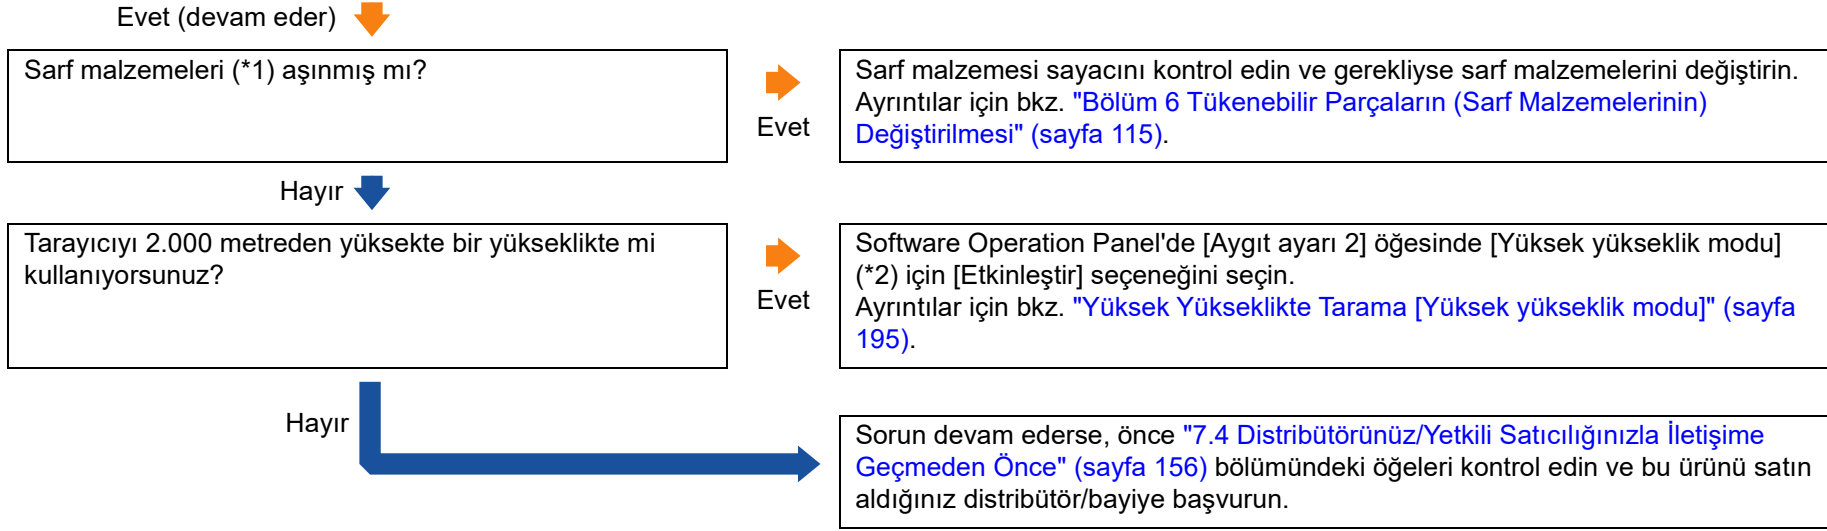 Evet (devam eder)
Sarf malzemeleri (*1) aşınmış mı?
Evet
Sarf malzemesi sayacını kontrol edin ve gerekliyse sarf malzemelerini değiştirin.
Ayrıntılar için bkz. "Bölüm 6 Tükenebilir Parçaların (Sarf Malzemelerinin)
Değiştirilmesi" (sayfa 115).
Hayır
Tarayıcıyı 2.000 metreden yüksekte bir yükseklikte mi
kullanıyorsunuz?
Evet
Software Operation Panel'de [Aygıt ayarı 2] öğesinde [Yüksek yükseklik modu]
(*2) için [Etkinleştir] seçeneğini seçin.
Ayrıntılar için bkz. "Yüksek Yükseklikte Tarama [Yüksek yükseklik modu]" (sayfa
195).
Hayır
Sorun devam ederse, önce "7.4 Distribütörünüz/Yetkili Satıcılığınızla İletişime
Geçmeden Önce" (sayfa 156) bölümündeki öğeleri kontrol edin ve bu ürünü satın
aldığınız distribütör/bayiye başvurun.